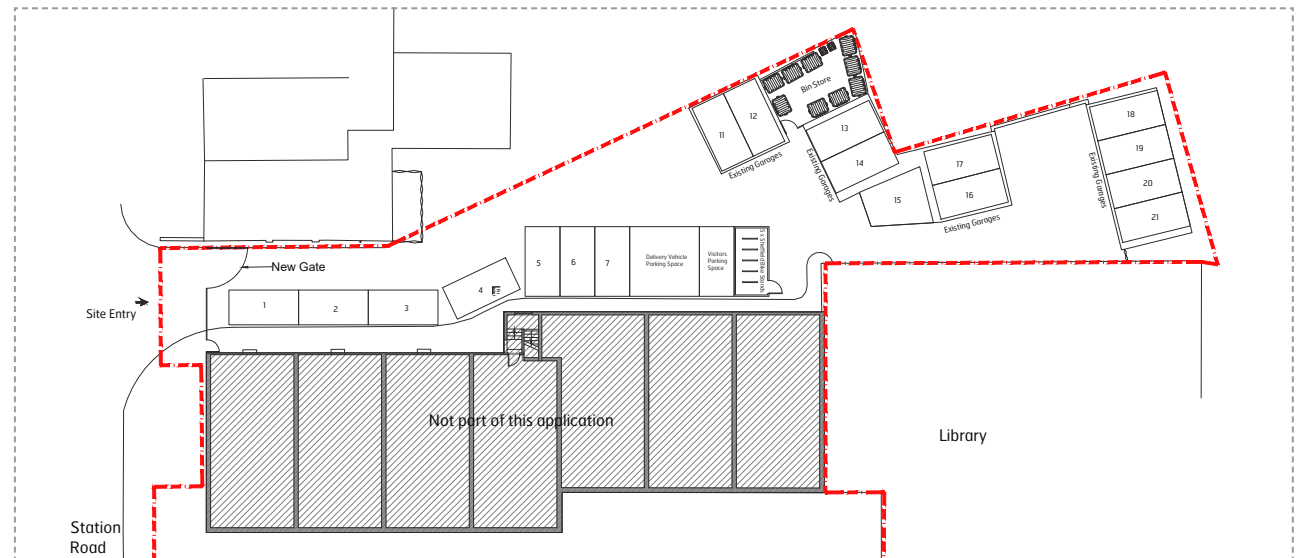 Bin Store
11
12
13
14
Existing Garages
Existing Garages
15
17
16
Existing Garages
18
19
20
21
Existing Garages
New Gate
Site Entry
1
2
3
4
5
6
7
Delivery Vehicle
Parking Space
Visitors
Parking
Space
5 x Sheffield Bike Stands
Not part of this application
Library
Station
Road